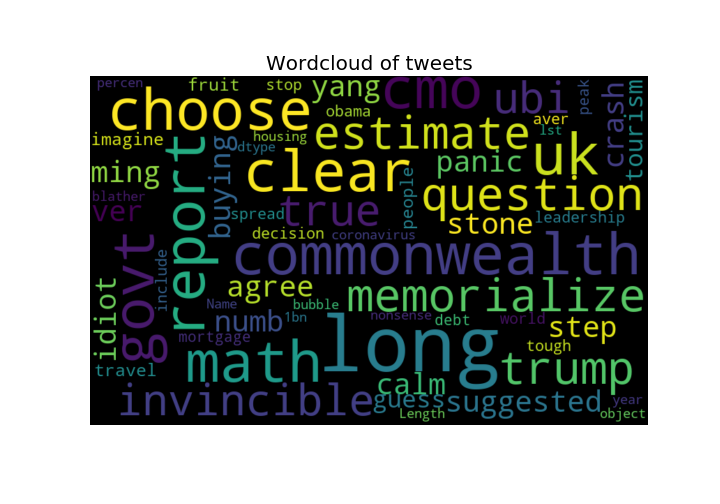 Wordcloud of tweets
percen fruit stop yang cmo ubi peak crash tourism
choose obama aver
imagine housing estimate lst uk
dtype clear panic
ming report buying question
blather ver spread true people stone leadership
decision coronavirus
govt include commonwealth
idiot agree memorialize
Name bubble nonsense world
numb 1bn long debt step
mortgage tough
travel math trump
calm
invincible guess suggested year
Length object